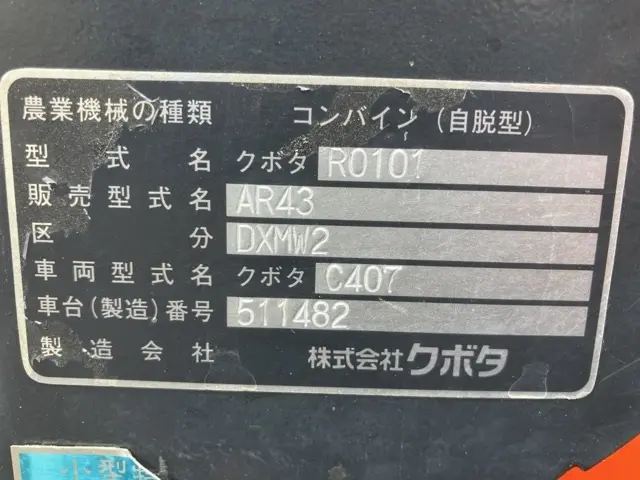 農業機械の種類 コンバイン(自脱型)
型式名 クボタ R0101
販売型式名 AR43
区分 DXMW2
車両型式名 クボタ C407
車台(製造)番号 511482
製造会社 株式会社クボタ